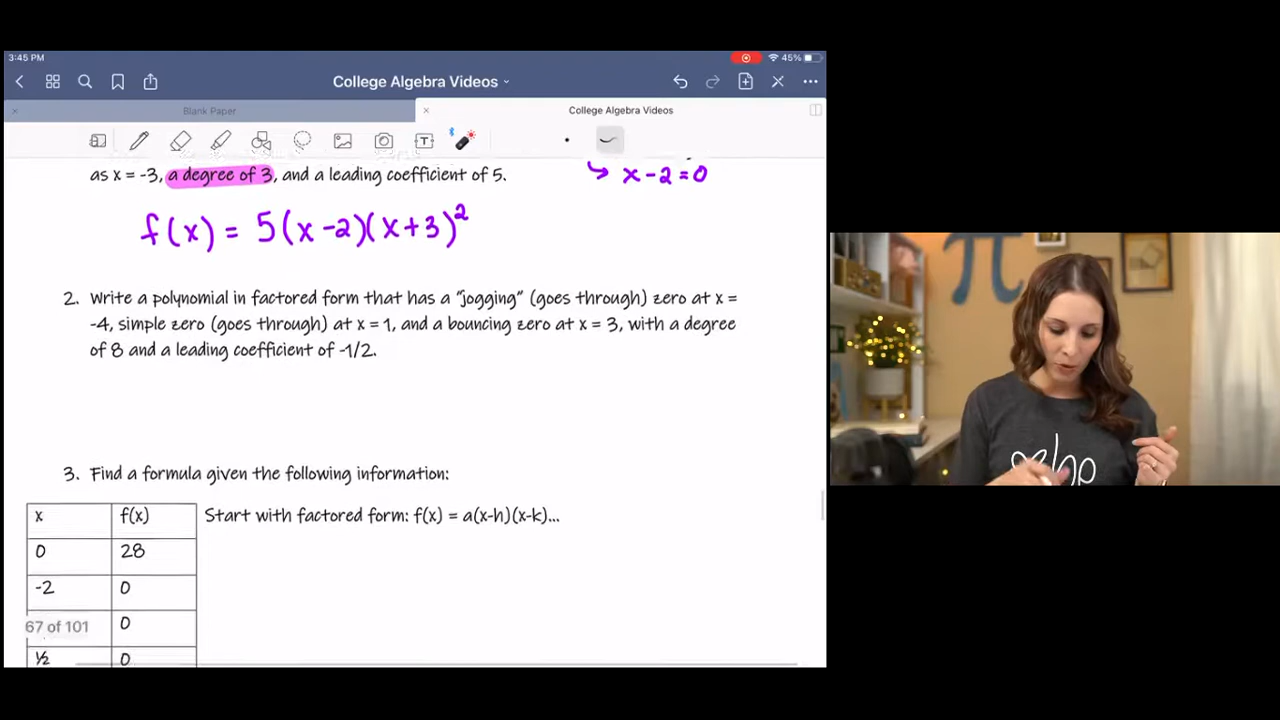 3:45 PM
45%
College Algebra Videos
Blank Paper
College Algebra Videos
as x = -3, a degree of 3, and a leading coefficient of 5.
x - 2 = 0
f(x) = 5(x - 2)(x + 3)²
2. Write a polynomial in factored form that has a "jogging" (goes through) zero at x =
-4, simple zero (goes through) at x = 1, and a bouncing zero at x = 3, with a degree
of 8 and a leading coefficient of -1/2.
3. Find a formula given the following information:
x f(x) Start with factored form: f(x) = a(x-h)(x-k)...
0 28
-2 0
67 of 101 0
½ 0